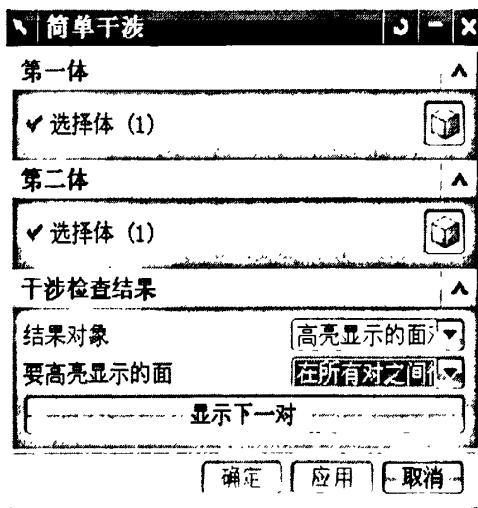 简单干涉
第一体
选择体 (1)
第二体
选择体 (1)
干涉检查结果
结果对象 高亮显示的面
要高亮显示的面 在所有对之间
显示下一对
确定 应用 取消